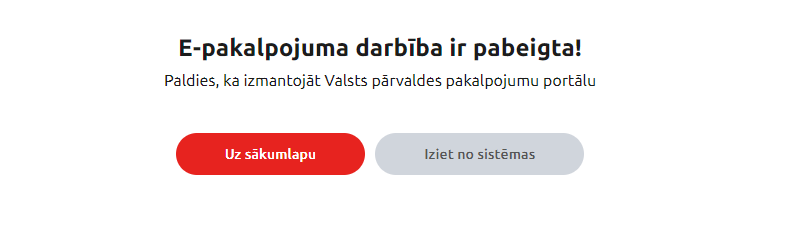 E-pakalpojuma darbība ir pabeigta!
Paldies, ka izmantojāt Valsts pārvaldes pakalpojumu portālu
Uz sākumlapu
Iziet no sistēmas